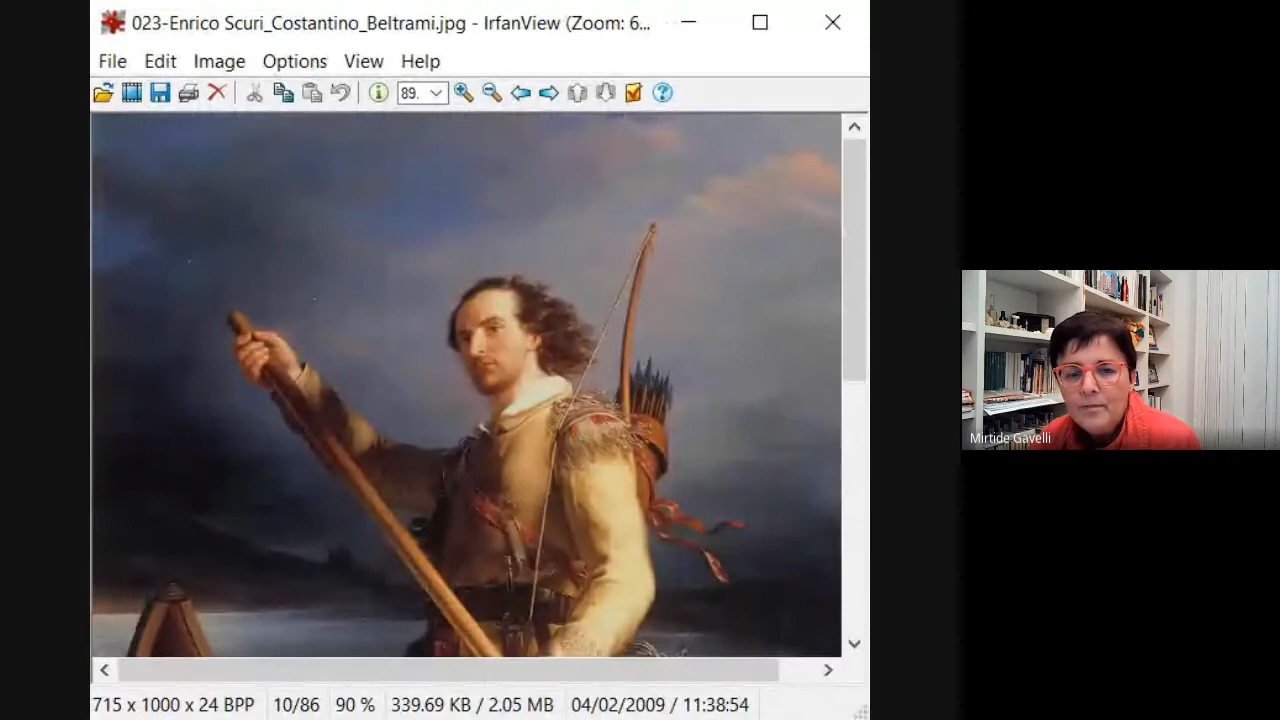 023-Enrico Scuri_Costantino_Beltrami.jpg - IrfanView (Zoom: 6...
File Edit Image Options View Help
89.
Mirtide Gavelli
715 x 1000 x 24 BPP 10/86 90 % 339.69 KB / 2.05 MB 04/02/2009 / 11:38:54